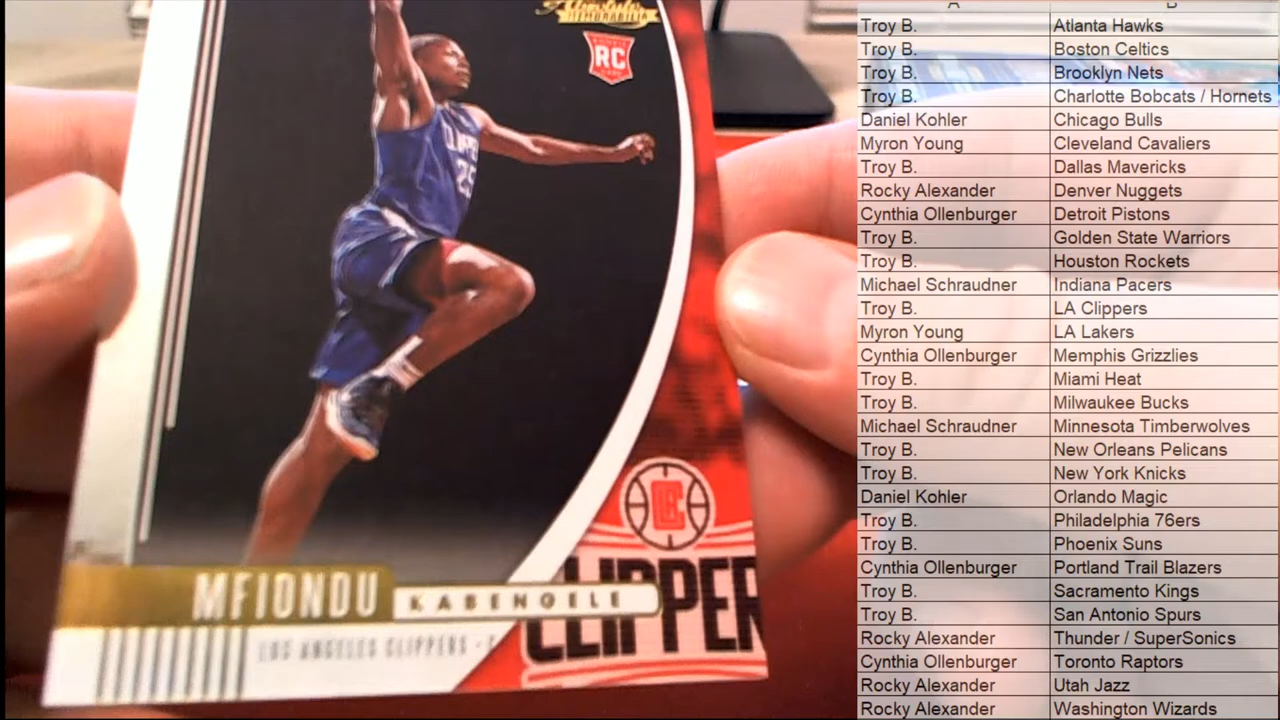 Absolute
RC
CLIPPERS
25
LAC
CLIPPER
MFIONDU
KABENGELE
LOS ANGELES CLIPPERS
A B
Troy B. Atlanta Hawks
Troy B. Boston Celtics
Troy B. Brooklyn Nets
Troy B. Charlotte Bobcats / Hornets
Daniel Kohler Chicago Bulls
Myron Young Cleveland Cavaliers
Troy B. Dallas Mavericks
Rocky Alexander Denver Nuggets
Cynthia Ollenburger Detroit Pistons
Troy B. Golden State Warriors
Troy B. Houston Rockets
Michael Schraudner Indiana Pacers
Troy B. LA Clippers
Myron Young LA Lakers
Cynthia Ollenburger Memphis Grizzlies
Troy B. Miami Heat
Troy B. Milwaukee Bucks
Michael Schraudner Minnesota Timberwolves
Troy B. New Orleans Pelicans
Troy B. New York Knicks
Daniel Kohler Orlando Magic
Troy B. Philadelphia 76ers
Troy B. Phoenix Suns
Cynthia Ollenburger Portland Trail Blazers
Troy B. Sacramento Kings
Troy B. San Antonio Spurs
Rocky Alexander Thunder / SuperSonics
Cynthia Ollenburger Toronto Raptors
Rocky Alexander Utah Jazz
Rocky Alexander Washington Wizards